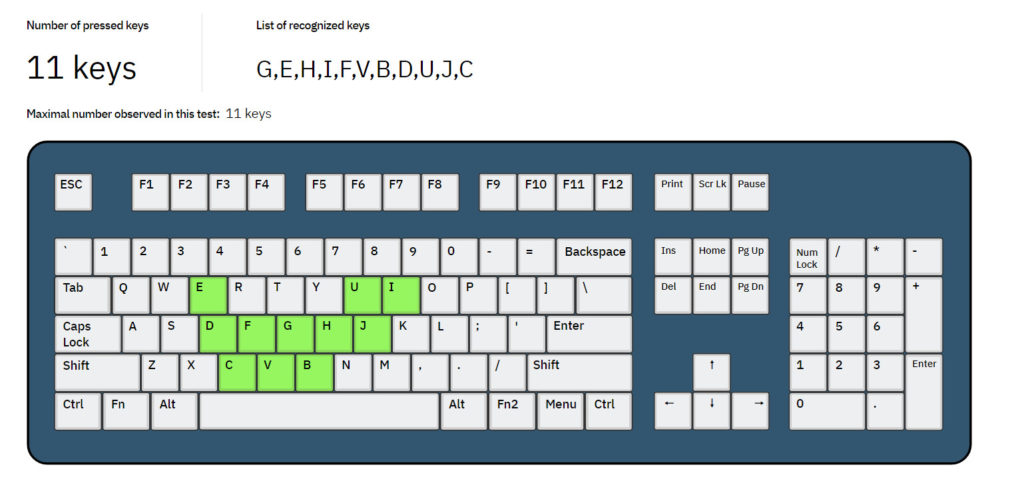 Number of pressed keys List of recognized keys
11 keys G,E,H,I,F,V,B,D,U,J,C
Maximal number observed in this test: 11 keys
ESC F1 F2 F3 F4 F5 F6 F7 F8 F9 F10 F11 F12 Print Scr Lk Pause
` 1 2 3 4 5 6 7 8 9 0 - = Backspace Ins Home Pg Up Num Lock / * -
Tab Q W E R T Y U I O P [ ] \ Del End Pg Dn 7 8 9 +
Caps Lock A S D F G H J K L ; ' Enter 4 5 6
Shift Z X C V B N M , . / Shift ↑ 1 2 3 Enter
Ctrl Fn Alt Alt Fn2 Menu Ctrl ← ↓ → 0 .